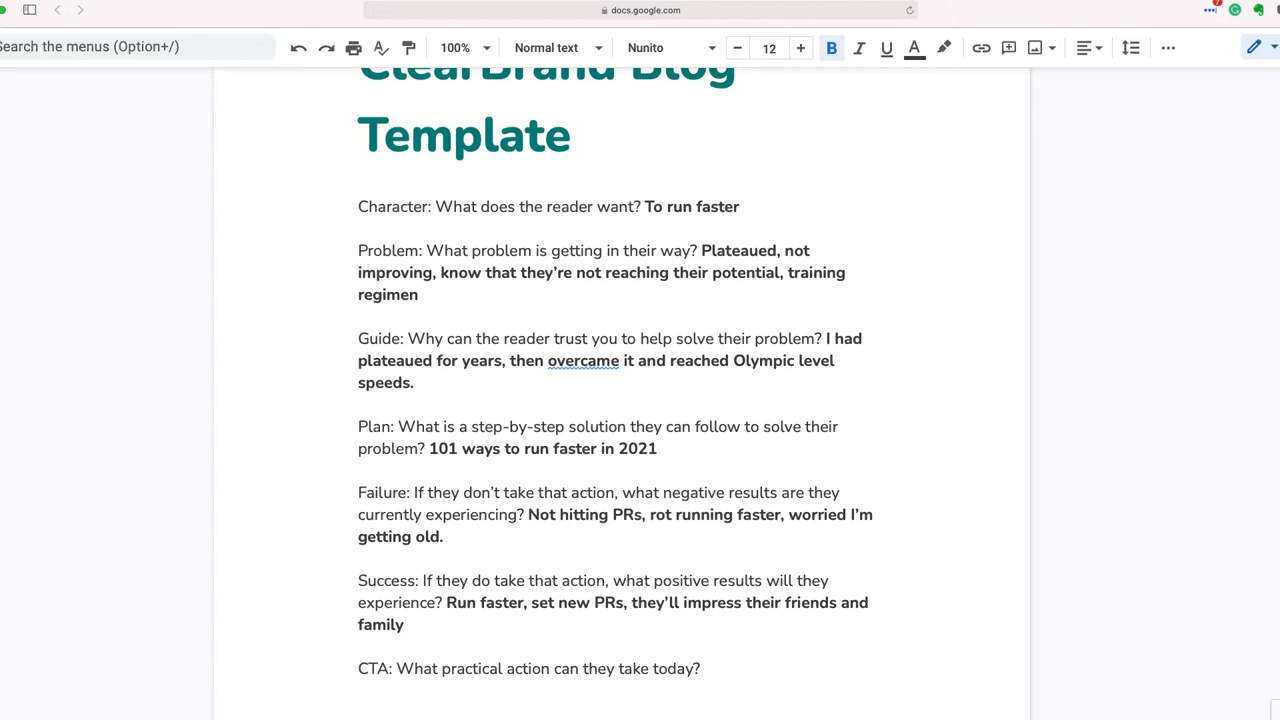 docs.google.com
7
Search the menus (Option+/)
100%
Normal text
Nunito
12
B I U A
ClearBrand Blog
Template
Character: What does the reader want? To run faster
Problem: What problem is getting in their way? Plateaued, not
improving, know that they’re not reaching their potential, training
regimen
Guide: Why can the reader trust you to help solve their problem? I had
plateaued for years, then overcame it and reached Olympic level
speeds.
Plan: What is a step-by-step solution they can follow to solve their
problem? 101 ways to run faster in 2021
Failure: If they don’t take that action, what negative results are they
currently experiencing? Not hitting PRs, rot running faster, worried I’m
getting old.
Success: If they do take that action, what positive results will they
experience? Run faster, set new PRs, they’ll impress their friends and
family
CTA: What practical action can they take today?